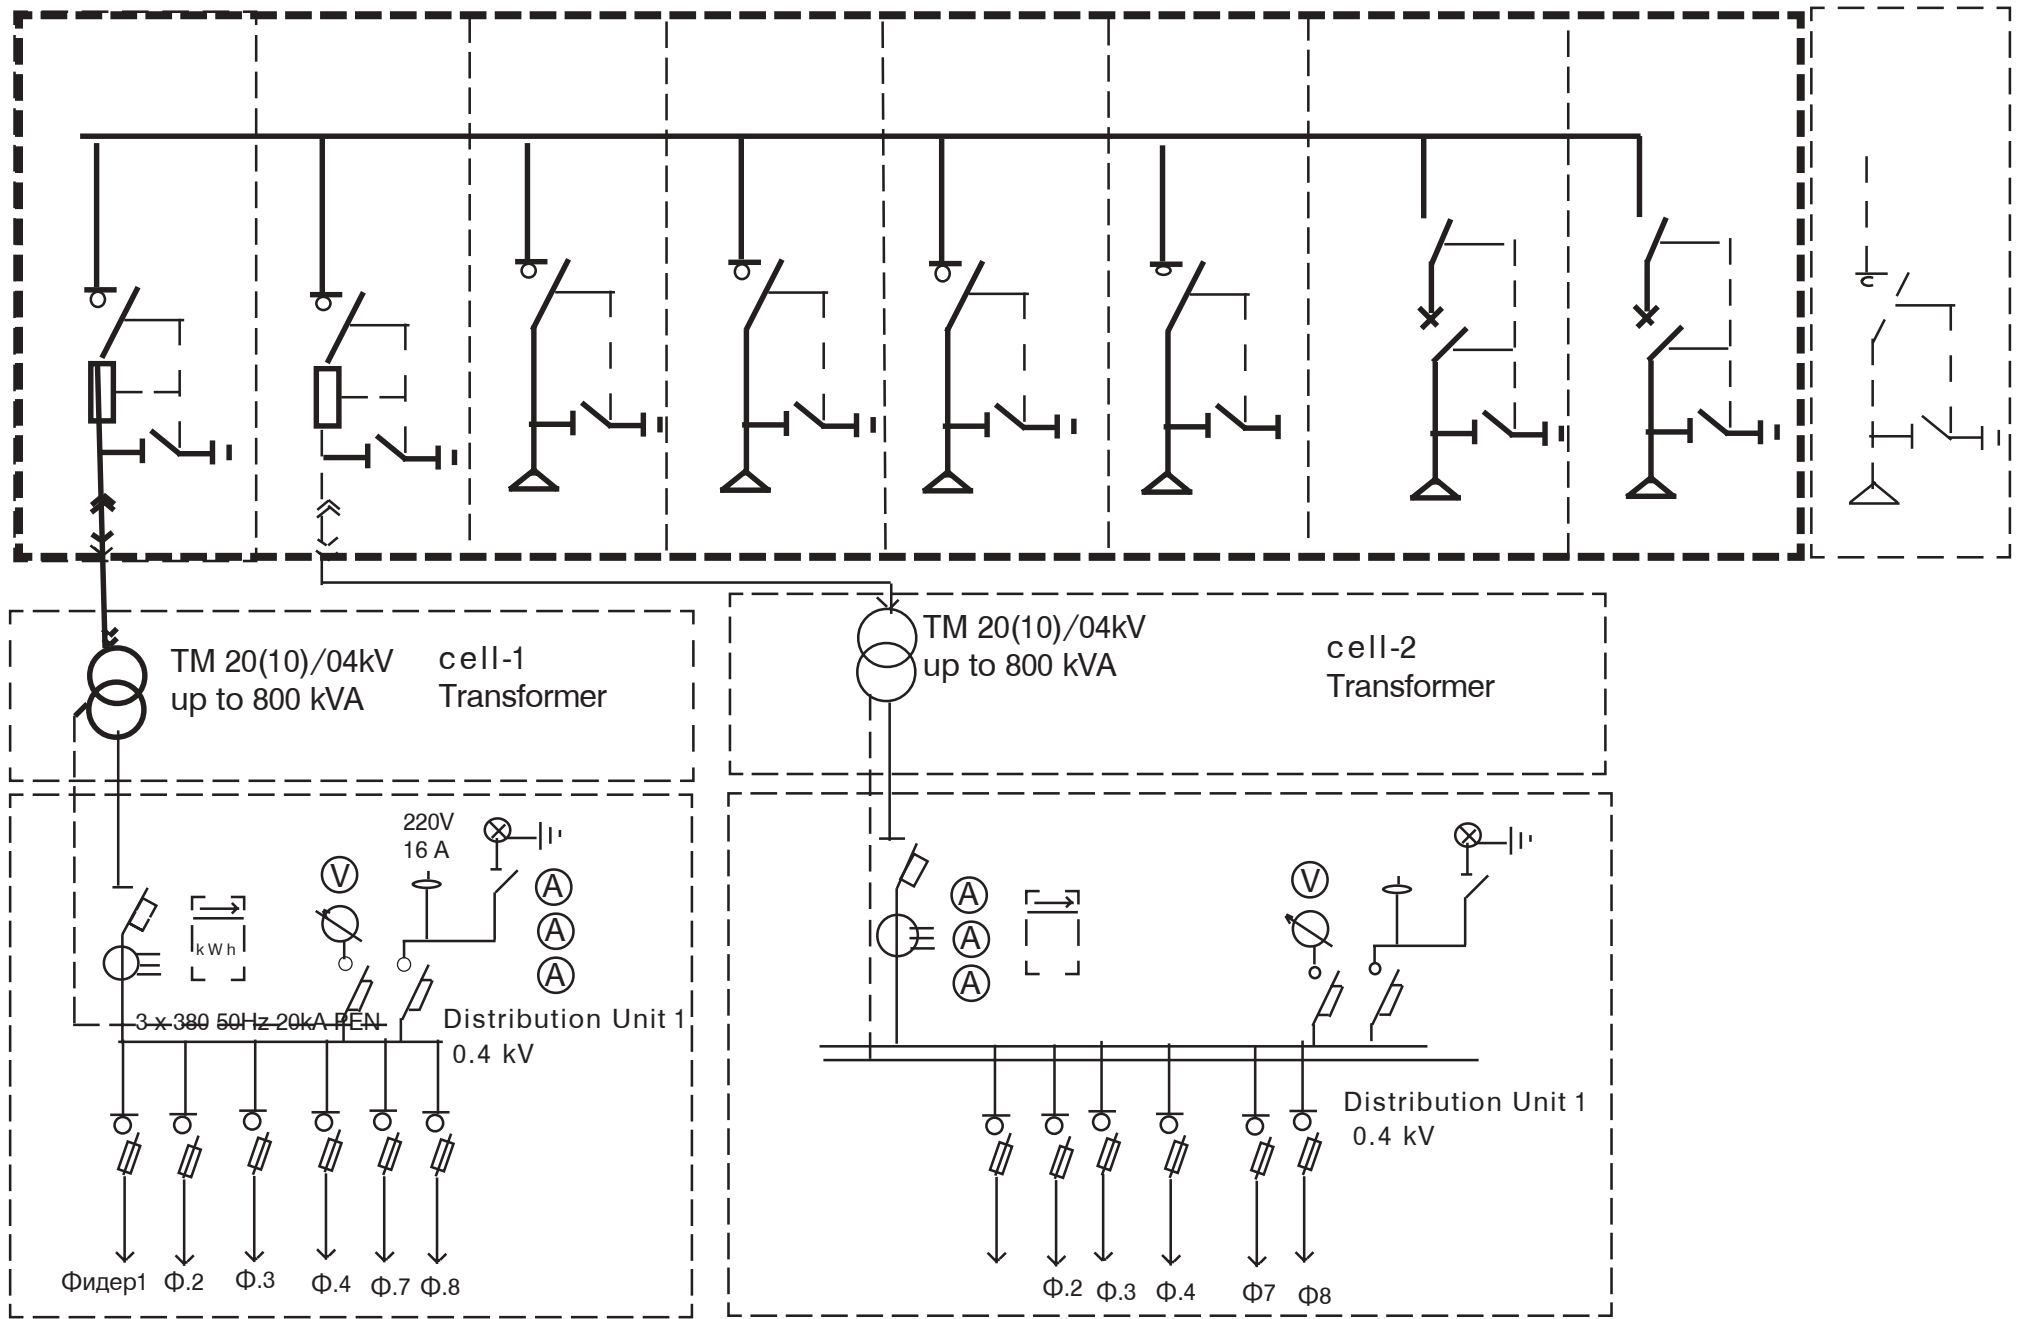 TM 20(10)/04kV
up to 800 kVA
cell-1
Transformer
TM 20(10)/04kV
up to 800 kVA
cell-2
Transformer
220V
16 A
V
A
A
A
kWh
3 x 380 50Hz 20kA PEN
Distribution Unit 1
0.4 kV
Фидер1 Ф.2 Ф.3 Ф.4 Ф.7 Ф.8
A
A
A
V
Distribution Unit 1
0.4 kV
Ф.2 Ф.3 Ф.4 Ф7 Ф8